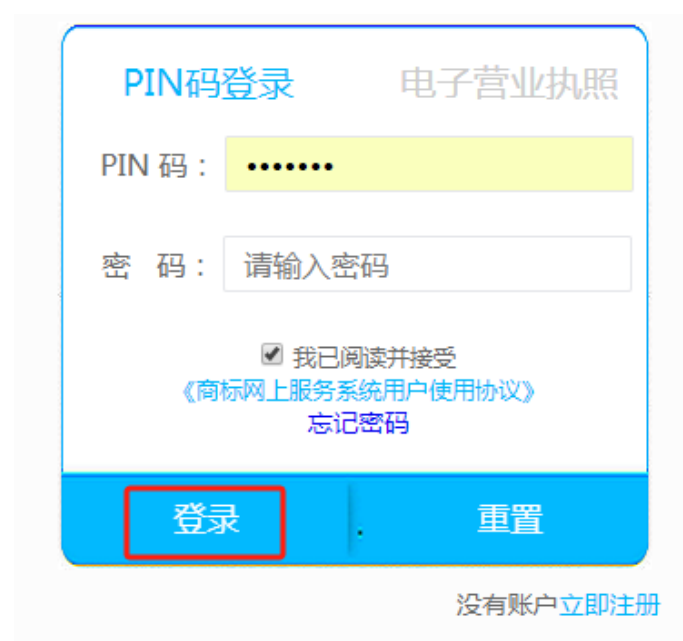 PIN码登录 电子营业执照
PIN 码： •••••••
密 码： 请输入密码
我已阅读并接受
《商标网上服务系统用户使用协议》
忘记密码
登录 重置
没有账户立即注册